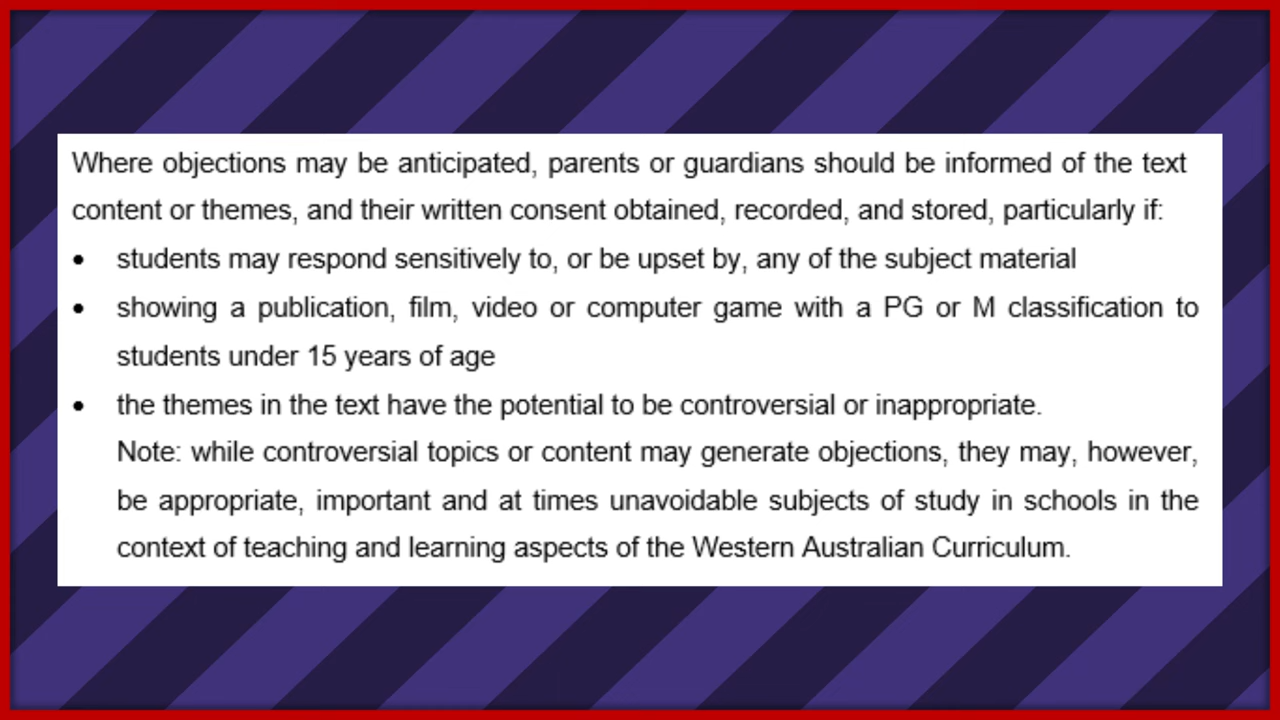 Where objections may be anticipated, parents or guardians should be informed of the text
content or themes, and their written consent obtained, recorded, and stored, particularly if:
• students may respond sensitively to, or be upset by, any of the subject material
• showing a publication, film, video or computer game with a PG or M classification to
students under 15 years of age
• the themes in the text have the potential to be controversial or inappropriate.
Note: while controversial topics or content may generate objections, they may, however,
be appropriate, important and at times unavoidable subjects of study in schools in the
context of teaching and learning aspects of the Western Australian Curriculum.